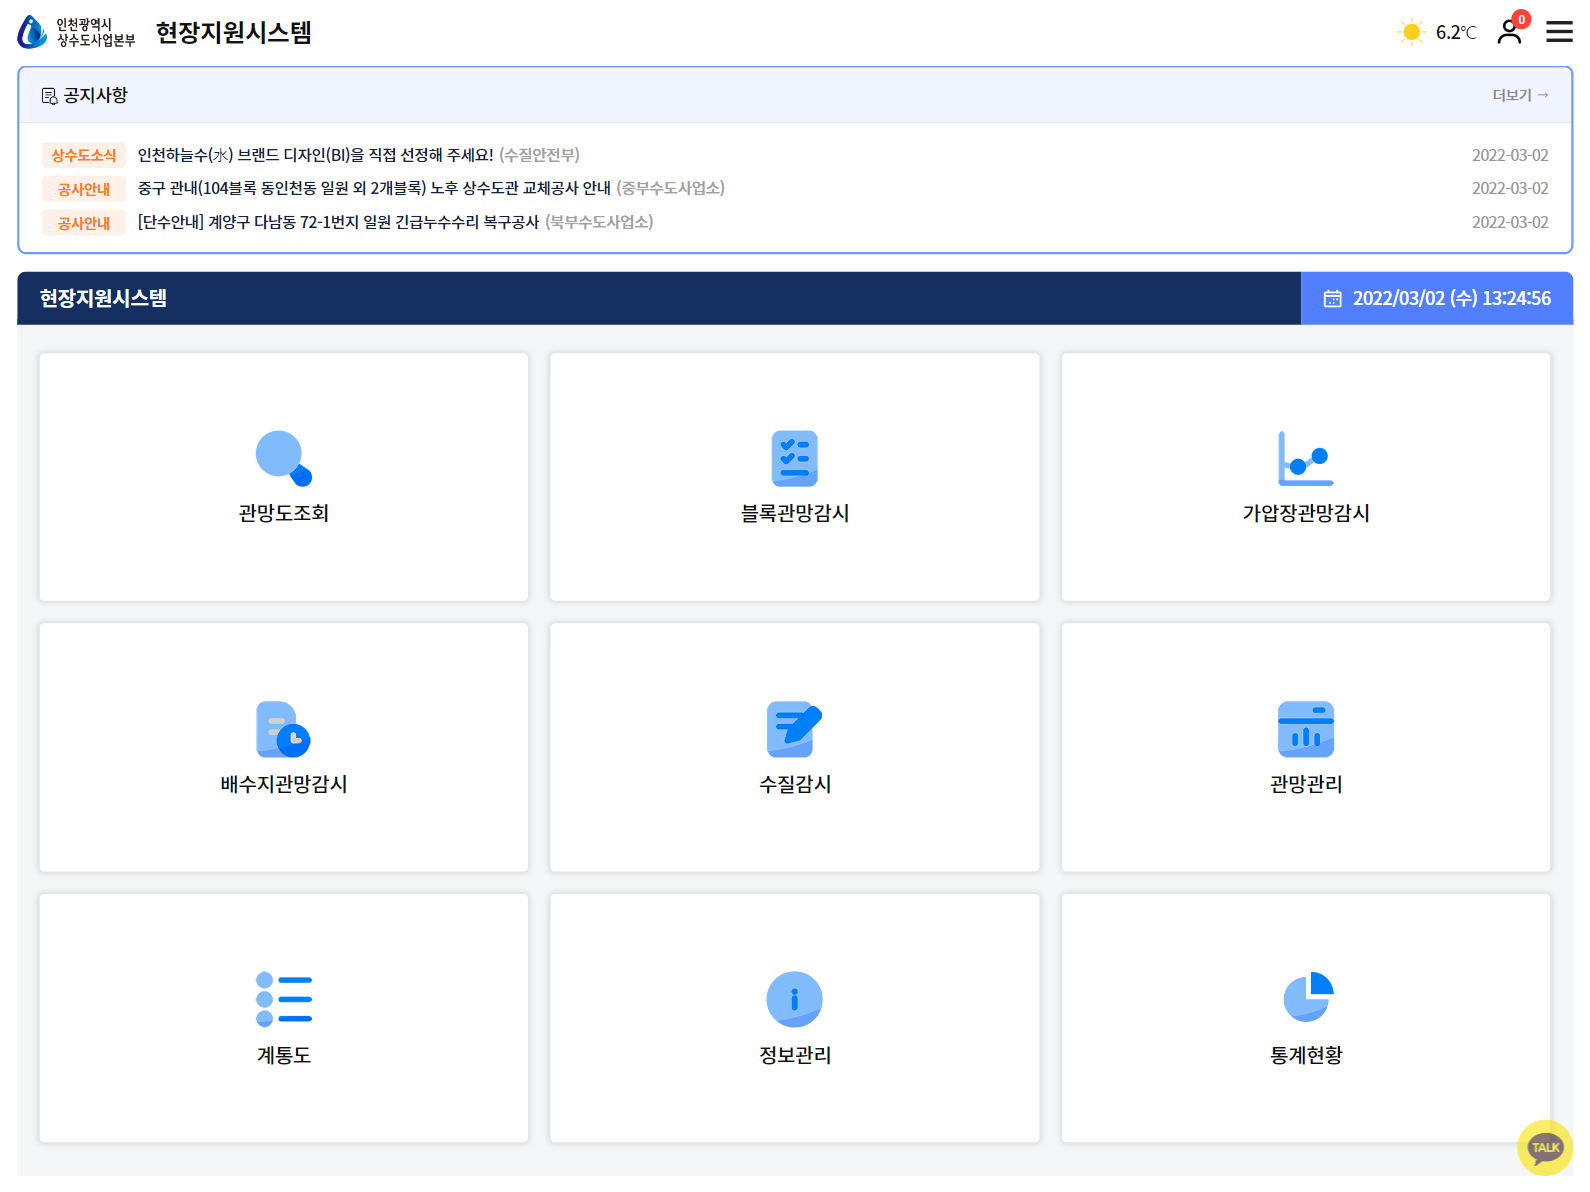 인천광역시
상수도사업본부
현장지원시스템
6.2℃
0
공지사항
더보기 →
상수도소식 인천하늘수(水) 브랜드 디자인(BI)을 직접 선정해 주세요! (수질안전부) 2022-03-02
공사안내 중구 관내(104블록 동인천동 일원 외 2개블록) 노후 상수도관 교체공사 안내 (중부수도사업소) 2022-03-02
공사안내 [단수안내] 계양구 다남동 72-1번지 일원 긴급누수수리 복구공사 (북부수도사업소) 2022-03-02
현장지원시스템
2022/03/02 (수) 13:24:56
관망도조회
블록관망감시
가압장관망감시
배수지관망감시
수질감시
관망관리
계통도
정보관리
통계현황
TALK